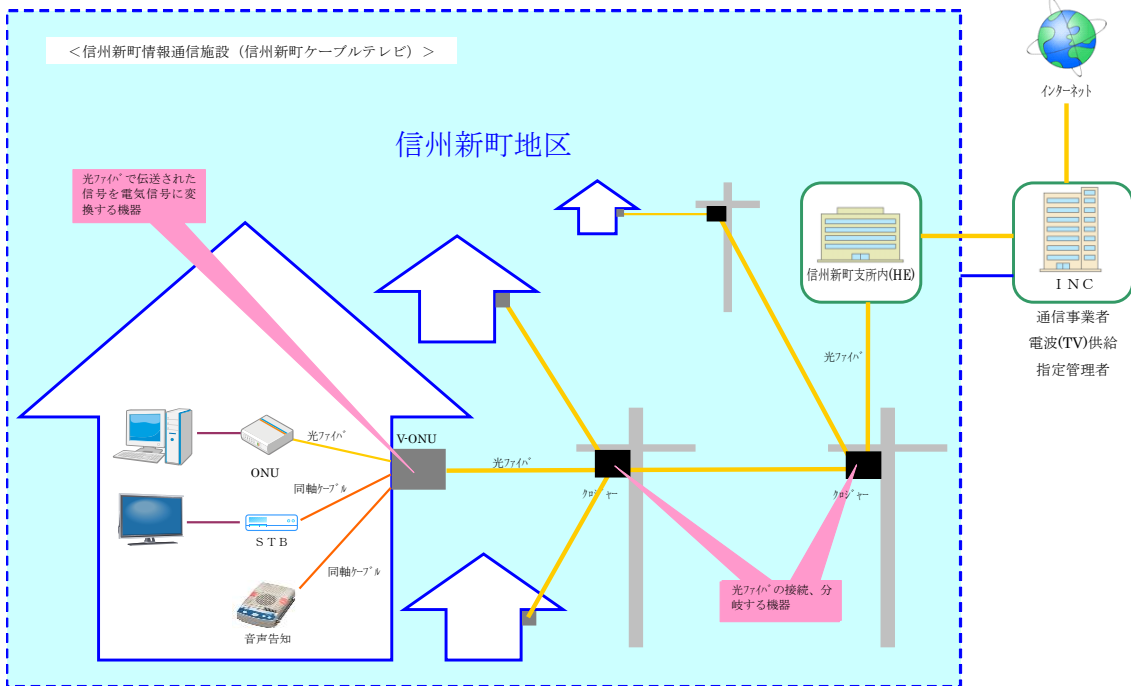 ＜信州新町情報通信施設（信州新町ケーブルテレビ）＞
インターネット
信州新町地区
光ファイバで伝送された
信号を電気信号に変
換する機器
信州新町支所内(HE)
ＩＮＣ
通信事業者
電波(TV)供給
指定管理者
光ファイバ
光ファイバ
V-ONU
光ファイバ
ONU
同軸ケーブル
クロジャー
クロジャー
ＳＴＢ
同軸ケーブル
光ファイバの接続、分
岐する機器
音声告知